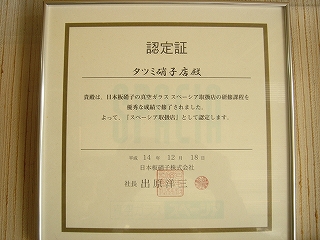 認定証
タツミ硝子店殿
貴殿は、日本板硝子の真空ガラス スペーシア取扱店の研修課程を
優秀な成績で修了されました。
よって、『スペーシア取扱店』として認定します。
平成 14 年 12 月 18 日
日本板硝子株式会社
社長 出原洋三